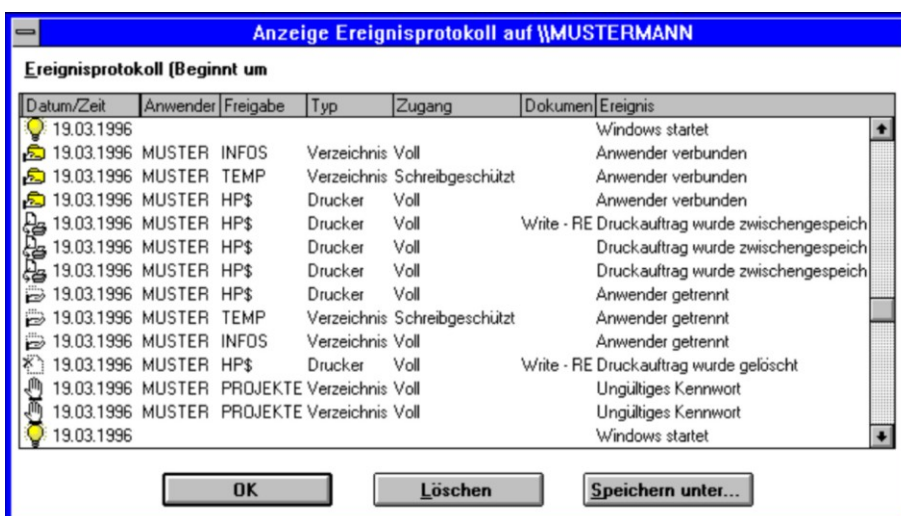 Anzeige Ereignisprotokoll auf \\MUSTERMANN
Ereignisprotokoll (Beginnt um
Datum/Zeit Anwender Freigabe Typ Zugang Dokumen Ereignis
19.03.1996 Windows startet
19.03.1996 MUSTER INFOS Verzeichnis Voll Anwender verbunden
19.03.1996 MUSTER TEMP Verzeichnis Schreibgeschützt Anwender verbunden
19.03.1996 MUSTER HP$ Drucker Voll Anwender verbunden
19.03.1996 MUSTER HP$ Drucker Voll Write - RE Druckauftrag wurde zwischengespeich
19.03.1996 MUSTER HP$ Drucker Voll Druckauftrag wurde zwischengespeich
19.03.1996 MUSTER HP$ Drucker Voll Druckauftrag wurde zwischengespeich
19.03.1996 MUSTER HP$ Drucker Voll Anwender getrennt
19.03.1996 MUSTER TEMP Verzeichnis Schreibgeschützt Anwender getrennt
19.03.1996 MUSTER INFOS Verzeichnis Voll Anwender getrennt
19.03.1996 MUSTER HP$ Drucker Voll Write - RE Druckauftrag wurde gelöscht
19.03.1996 MUSTER PROJEKTE Verzeichnis Voll Ungültiges Kennwort
19.03.1996 MUSTER PROJEKTE Verzeichnis Voll Ungültiges Kennwort
19.03.1996 Windows startet
OK Löschen Speichern unter...